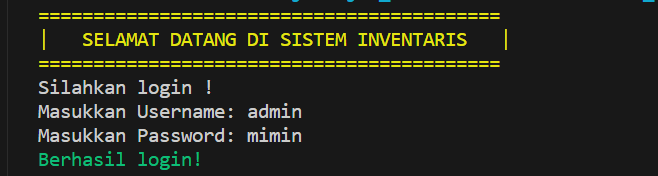 ==========================================
|   SELAMAT DATANG DI SISTEM INVENTARIS   |
==========================================
Silahkan login !
Masukkan Username: admin
Masukkan Password: mimin
Berhasil login!